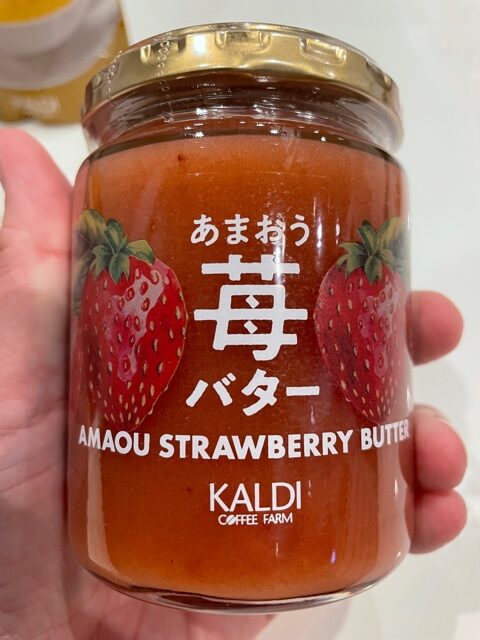 あまおう
苺
バター
AMAOU STRAWBERRY BUTTER
KALDI
COFFEE FARM